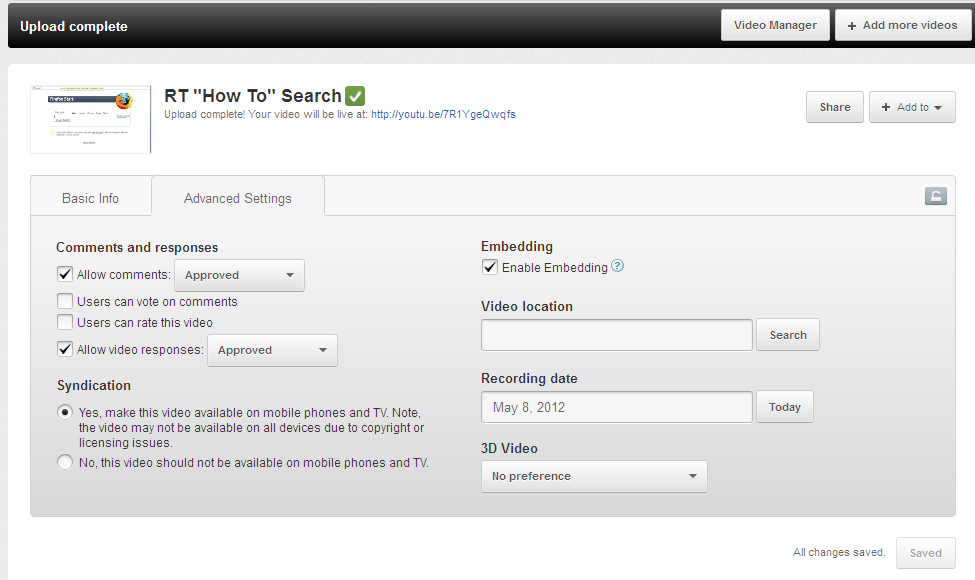 Upload complete
Video Manager
+ Add more videos
RT "How To" Search
Upload complete! Your video will be live at: http://youtu.be/7R1YgeQwqfs
Share
+ Add to
Basic Info
Advanced Settings
Comments and responses
Allow comments: Approved
Users can vote on comments
Users can rate this video
Allow video responses: Approved
Syndication
Yes, make this video available on mobile phones and TV. Note,
the video may not be available on all devices due to copyright or
licensing issues.
No, this video should not be available on mobile phones and TV.
Embedding
Enable Embedding ?
Video location
Search
Recording date
May 8, 2012
Today
3D Video
No preference
All changes saved.
Saved